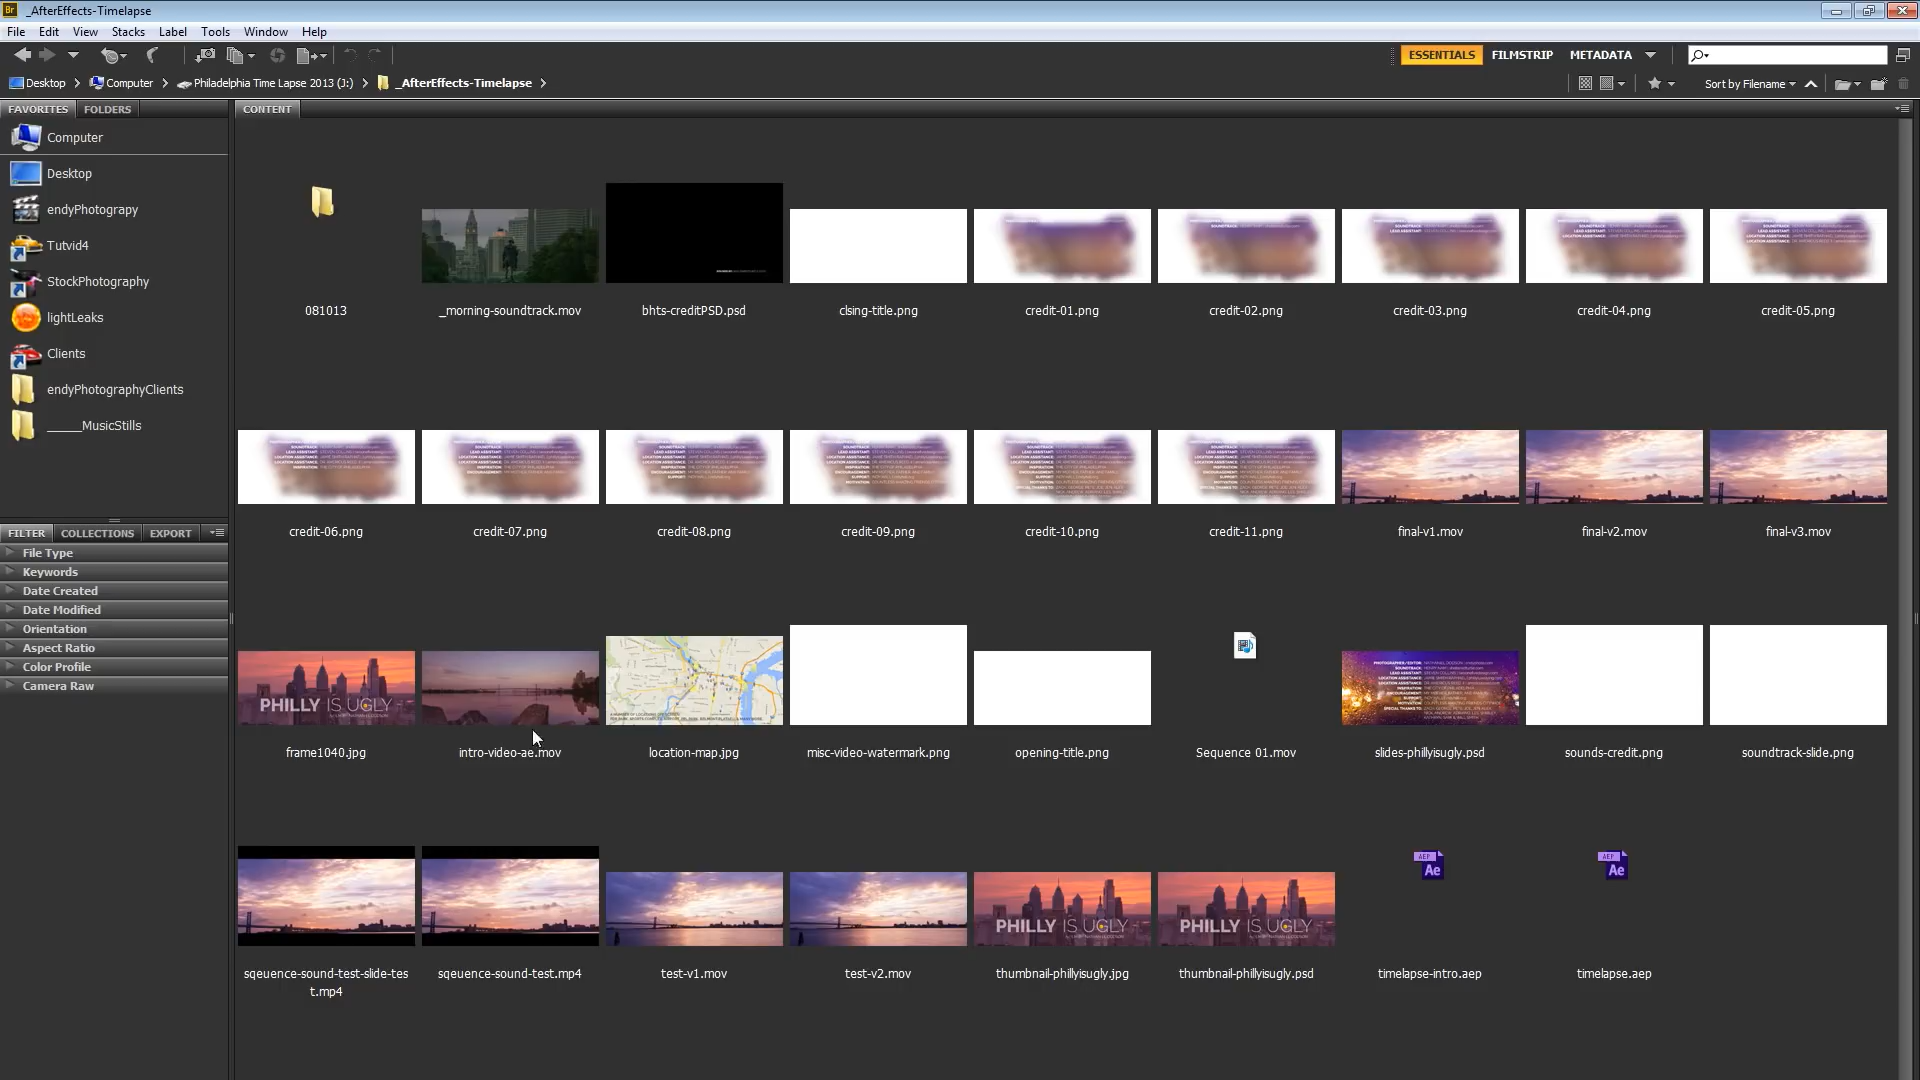 Br _AfterEffects-Timelapse
File Edit View Stacks Label Tools Window Help
ESSENTIALS FILMSTRIP METADATA
Desktop Computer Philadelphia Time Lapse 2013 (J:) _AfterEffects-Timelapse
Sort by Filename
FAVORITES FOLDERS
CONTENT
Computer
Desktop
endyPhotograpy
Tutvid4
StockPhotography
lightLeaks
Clients
endyPhotographyClients
_____MusicStills
FILTER COLLECTIONS EXPORT
File Type
Keywords
Date Created
Date Modified
Orientation
Aspect Ratio
Color Profile
Camera Raw
081013 _morning-soundtrack.mov bhts-creditPSD.psd clsing-title.png credit-01.png credit-02.png credit-03.png credit-04.png credit-05.png
credit-06.png credit-07.png credit-08.png credit-09.png credit-10.png credit-11.png final-v1.mov final-v2.mov final-v3.mov
PHILLY IS UGLY
frame1040.jpg intro-video-ae.mov location-map.jpg misc-video-watermark.png opening-title.png Sequence 01.mov slides-phillyisugly.psd sounds-credit.png soundtrack-slide.png
PHILLY IS UGLY PHILLY IS UGLY
AEP Ae AEP Ae
sqeuence-sound-test-slide-tes
t.mp4
sqeuence-sound-test.mp4 test-v1.mov test-v2.mov thumbnail-phillyisugly.jpg thumbnail-phillyisugly.psd timelapse-intro.aep timelapse.aep